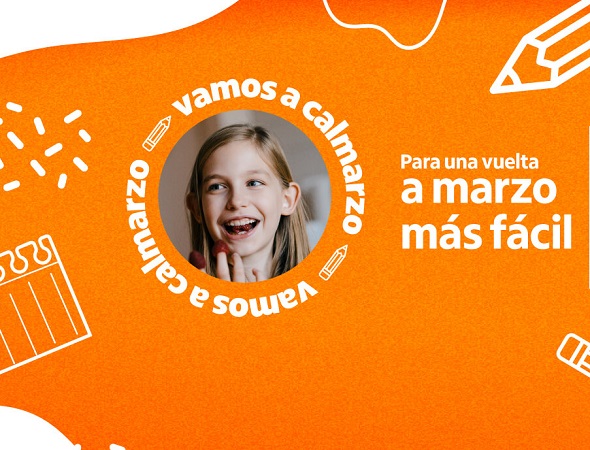 vamos a calmarzo
vamos a calmarzo
Para una vuelta
a marzo
más fácil